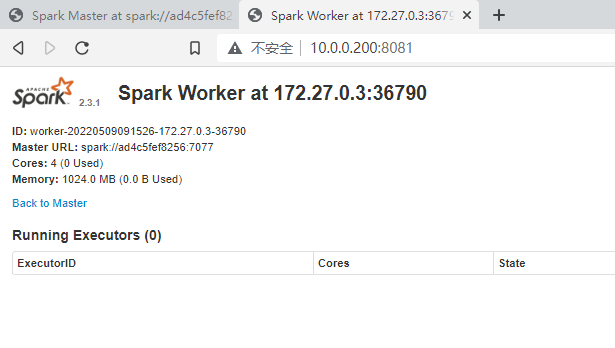 Spark Master at spark://ad4c5fef82
Spark Worker at 172.27.0.3:3679
不安全 10.0.0.200:8081
APACHE Spark 2.3.1 Spark Worker at 172.27.0.3:36790
ID: worker-20220509091526-172.27.0.3-36790
Master URL: spark://ad4c5fef8256:7077
Cores: 4 (0 Used)
Memory: 1024.0 MB (0.0 B Used)
Back to Master
Running Executors (0)
ExecutorID Cores State